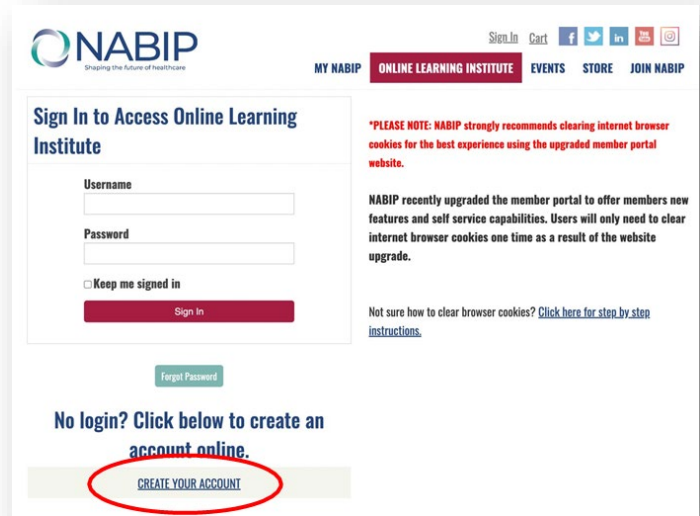 NABIP
Shaping the future of healthcare
Sign In Cart
MY NABIP ONLINE LEARNING INSTITUTE EVENTS STORE JOIN NABIP
Sign In to Access Online Learning
Institute
Username
Password
Keep me signed in
Sign In
Forgot Password
No login? Click below to create an
account online.
CREATE YOUR ACCOUNT
*PLEASE NOTE: NABIP strongly recommends clearing internet browser
cookies for the best experience using the upgraded member portal
website.
NABIP recently upgraded the member portal to offer members new
features and self service capabilities. Users will only need to clear
internet browser cookies one time as a result of the website
upgrade.
Not sure how to clear browser cookies? Click here for step by step
instructions.